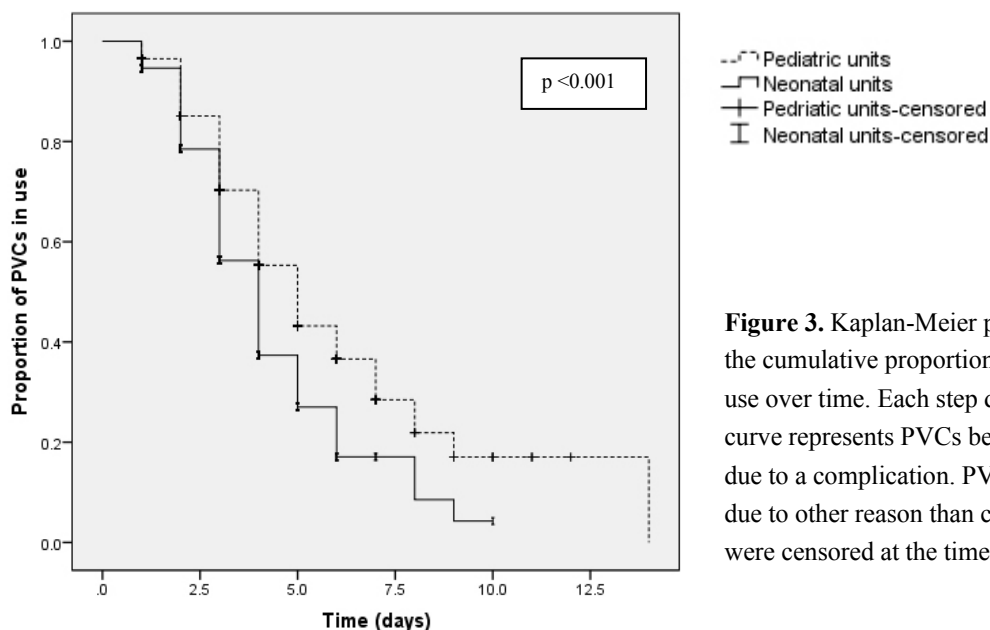 Proportion of PVCs in use
1.0
0.8
0.6
0.4
0.2
0.0
.0 2.5 5.0 7.5 10.0 12.5
Time (days)
p <0.001
Pediatric units
Neonatal units
Pedriatic units-censored
Neonatal units-censored
Figure 3. Kaplan-Meier p
the cumulative proportion
use over time. Each step d
curve represents PVCs be
due to a complication. PV
due to other reason than c
were censored at the time